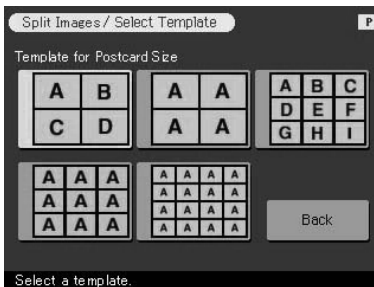 Split Images / Select Template
P
Template for Postcard Size
A B
C D
A A
A A
A B C
D E F
G H I
A A A
A A A
A A A
A A A A
A A A A
A A A A
A A A A
Back
Select a template.